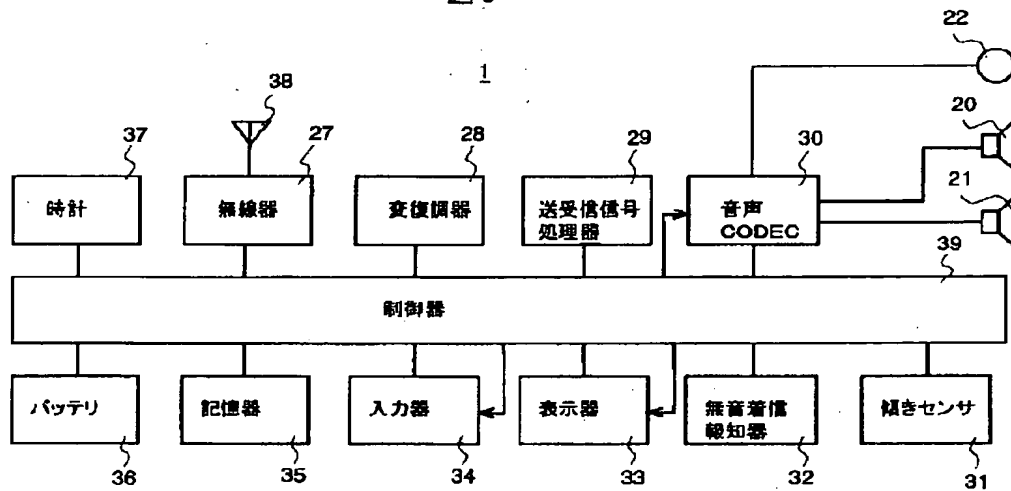 1
22
38
20
37
27
28
29
30
21
時計
無線器
変復調器
送受信信号
処理器
音声
CODEC
39
制御器
バッテリ
記憶器
入力器
表示器
無音着信
報知器
傾きセンサ
36
35
34
33
32
31